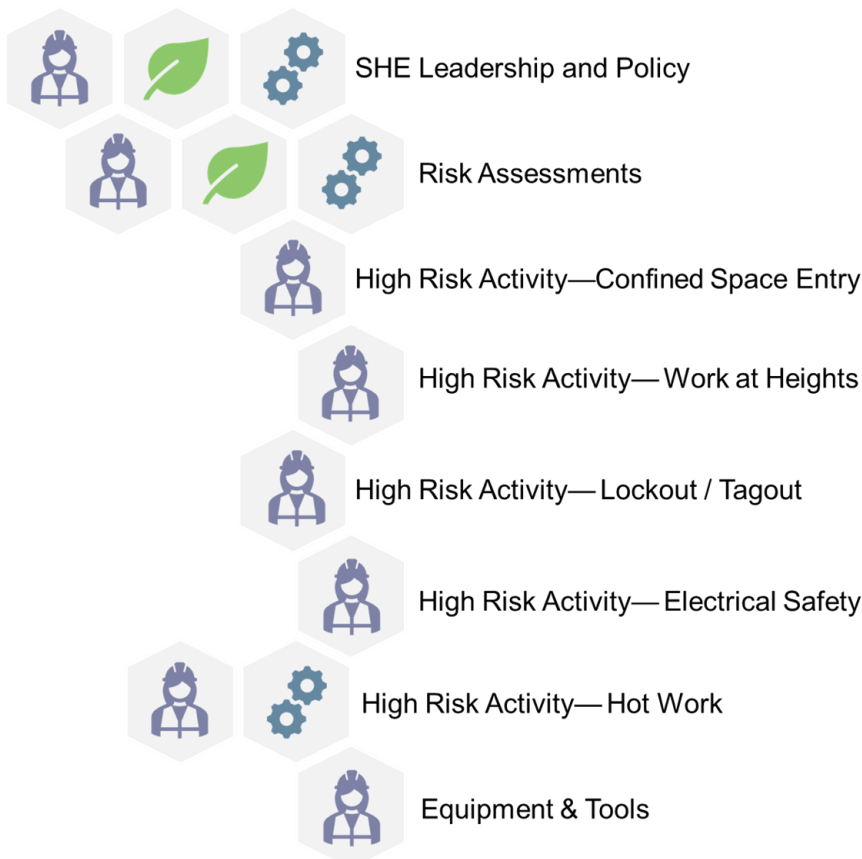 SHE Leadership and Policy
Risk Assessments
High Risk Activity—Confined Space Entry
High Risk Activity— Work at Heights
High Risk Activity— Lockout / Tagout
High Risk Activity— Electrical Safety
High Risk Activity— Hot Work
Equipment & Tools